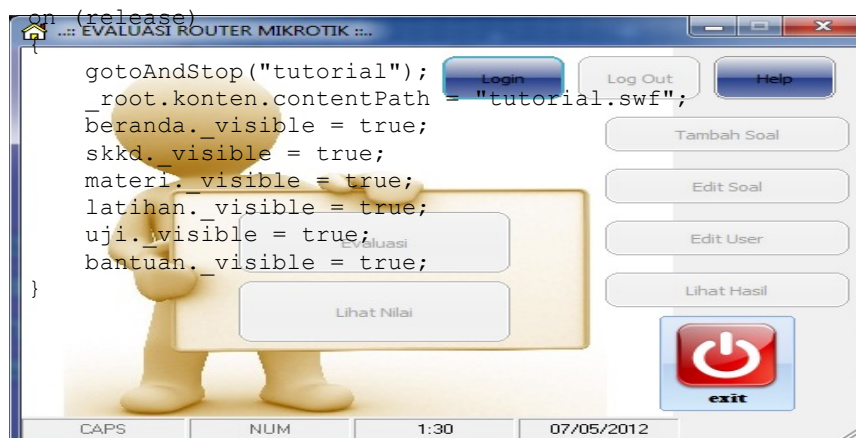 on (release)
..:: EVALUASI ROUTER MIKROTIK ::..
{
gotoAndStop("tutorial");
Login
Log Out
Help
_root.konten.contentPath = "tutorial.swf";
beranda._visible = true;
Tambah Soal
skkd._visible = true;
materi._visible = true;
Edit Soal
latihan._visible = true;
uji._visible = true;
Evaluasi
Edit User
bantuan._visible = true;
}
Lihat Hasil
Lihat Nilai
exit
CAPS
NUM
1:30
07/05/2012